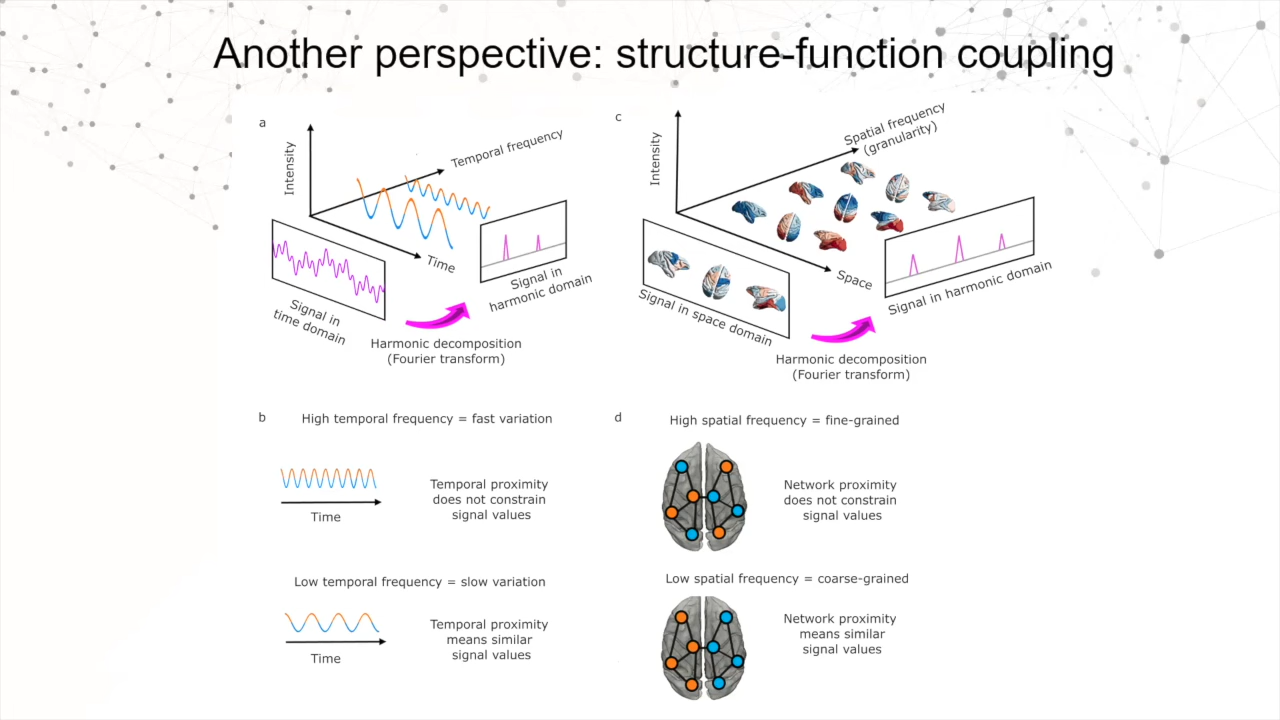 Another perspective: structure-function coupling
a
Intensity
Temporal frequency
Time
Signal in
time domain
Signal in
harmonic domain
Harmonic decomposition
(Fourier transform)
c
Intensity
Spatial frequency
(granularity)
Space
Signal in space domain
Signal in harmonic domain
Harmonic decomposition
(Fourier transform)
b
High temporal frequency = fast variation
Time
Temporal proximity
does not constrain
signal values
Low temporal frequency = slow variation
Time
Temporal proximity
means similar
signal values
d
High spatial frequency = fine-grained
Network proximity
does not constrain
signal values
Low spatial frequency = coarse-grained
Network proximity
means similar
signal values